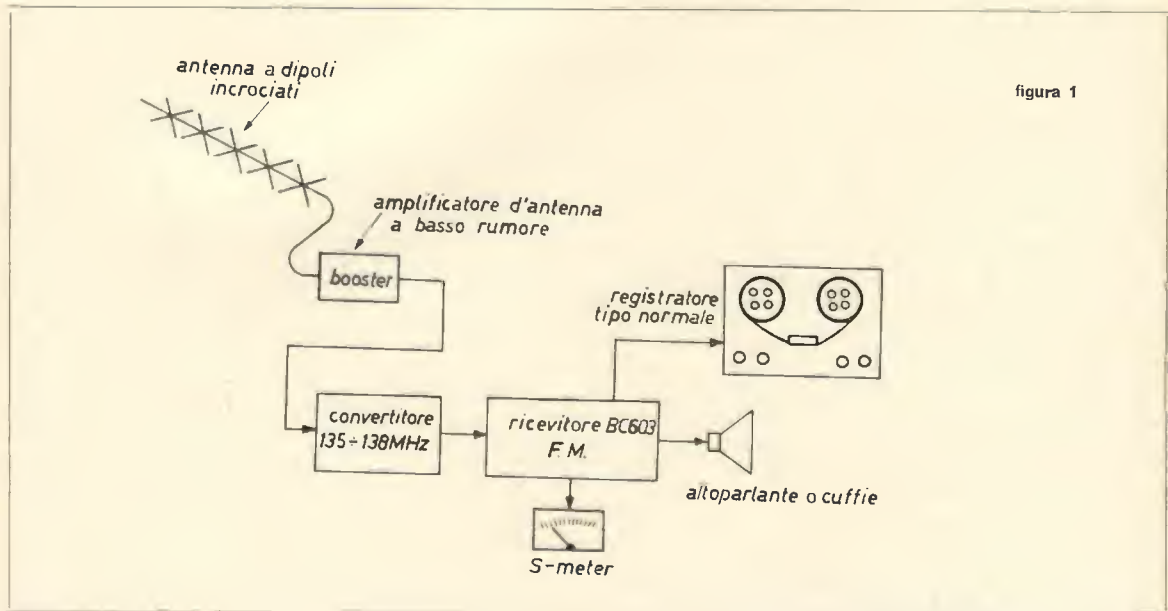 figura 1
antenna a dipoli
incrociati
amplificatore d'antenna
a basso rumore
booster
registratore
tipo normale
convertitore
135÷138MHz
ricevitore BC603
F.M.
altoparlante o cuffie
S-meter